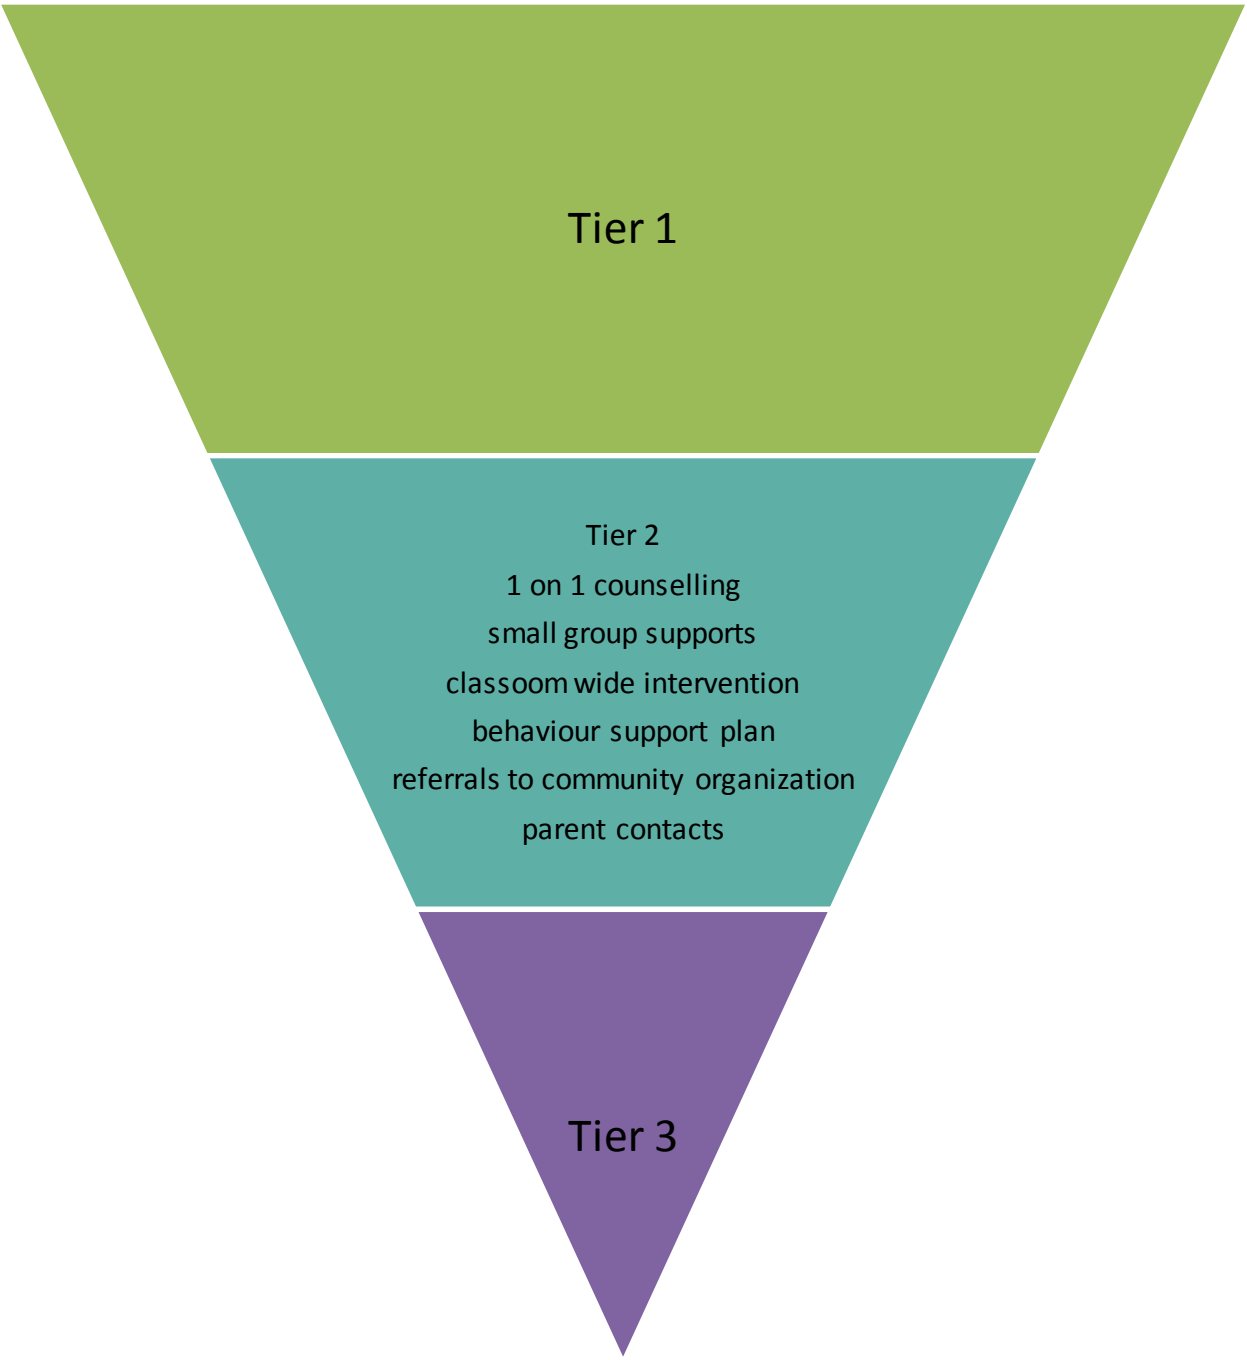 Tier 1
Tier 2
1 on 1 counselling
small group supports
classoom wide intervention
behaviour support plan
referrals to community organization
parent contacts
Tier 3